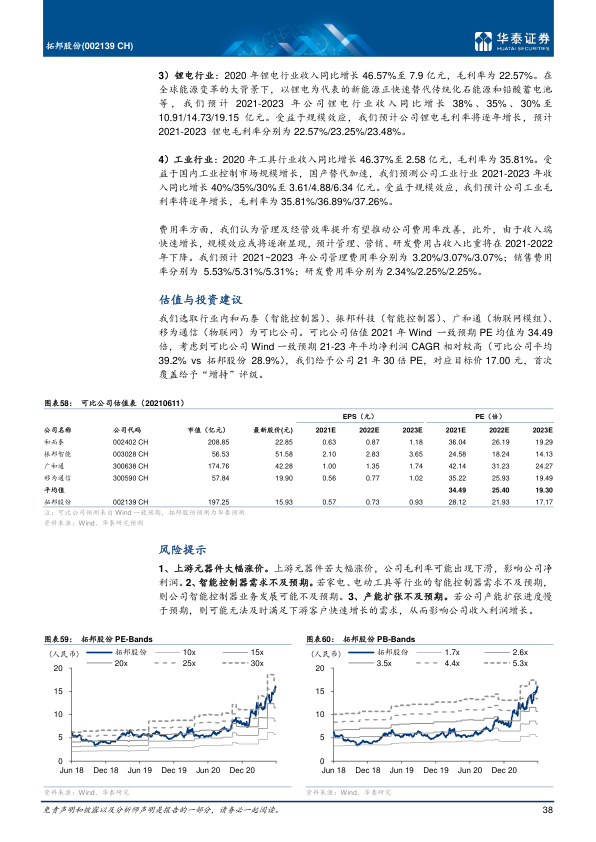 拓邦股份(002139 CH)
华泰证券
HUATAI SECURITIES
3）锂电行业：2020 年锂电行业收入同比增长 46.57%至 7.9 亿元，毛利率为 22.57%。在
全球能源变革的大背景下，以锂电为代表的新能源正快速替代传统化石能源和铅酸蓄电池
等，我们预计 2021-2023 年公司锂电行业收入同比增长 38%、35%、30%至
10.91/14.73/19.15 亿元。受益于规模效应，我们预计公司锂电毛利率将逐年增长，预计
2021-2023 锂电毛利率分别为 22.57%/23.25%/23.48%。
4）工业行业：2020 年工具行业收入同比增长 46.37%至 2.58 亿元，毛利率为 35.81%。受
益于国内工业控制市场规模增长，国产替代加速，我们预测公司工业行业 2021-2023 年收
入同比增长 40%/35%/30%至 3.61/4.88/6.34 亿元。受益于规模效应，我们预计公司工业毛
利率将逐年增长，毛利率为 35.81%/36.89%/37.26%。
费用率方面，我们认为管理及经营效率提升有望推动公司费用率改善，此外，由于收入端
快速增长，规模效应或将逐渐显现，预计管理、营销、研发费用占收入比重将在 2021-2022
年下降。我们预计 2021~2023 年公司管理费用率分别为 3.20%/3.07%/3.07%；销售费用
率分别为 5.53%/5.31%/5.31%；研发费用率分别为 2.34%/2.25%/2.25%。
估值与投资建议
我们选取行业内和而泰（智能控制器）、振邦科技（智能控制器）、广和通（物联网模组）、
移为通信（物联网）为可比公司。可比公司估值 2021 年 Wind 一致预期 PE 均值为 34.49
倍，考虑到可比公司 Wind 一致预期 21-23 年平均净利润 CAGR 相对较高（可比公司平均
39.2% vs 拓邦股份 28.9%），我们给予公司 21 年 30 倍 PE，对应目标价 17.00 元，首次
覆盖给予“增持”评级。
图表58： 可比公司估值表（20210611）
EPS（元） PE（倍）
公司名称 公司代码 市值（亿元） 最新股价(元) 2021E 2022E 2023E 2021E 2022E 2023E
和而泰 002402 CH 208.85 22.85 0.63 0.87 1.18 36.04 26.19 19.29
振邦智能 003028 CH 56.53 51.58 2.10 2.83 3.65 24.58 18.24 14.13
广和通 300638 CH 174.76 42.28 1.00 1.35 1.74 42.14 31.23 24.27
移为通信 300590 CH 57.84 19.90 0.56 0.77 1.02 35.22 25.93 19.49
平均值 34.49 25.40 19.30
拓邦股份 002139 CH 197.25 15.93 0.57 0.73 0.93 28.12 21.93 17.17
注：可比公司预测来自 Wind 一致预期，拓邦股份预测为华泰预测
资料来源：Wind、华泰研究预测
风险提示
1、上游元器件大幅涨价。上游元器件若大幅涨价，公司毛利率可能出现下滑，影响公司净
利润。2、智能控制器需求不及预期。若家电、电动工具等行业的智能控制器需求不及预期，
则公司智能控制器业务发展可能不及预期。3、产能扩张不及预期。若公司产能扩张进度慢
于预期，则可能无法及时满足下游客户快速增长的需求，从而影响公司收入利润增长。
图表59： 拓邦股份 PE-Bands
(人民币) 拓邦股份 10x 15x
20x 25x 30x
20
15
10
5
0
Jun 18 Dec 18 Jun 19 Dec 19 Jun 20 Dec 20
资料来源：Wind、华泰研究
图表60： 拓邦股份 PB-Bands
(人民币) 拓邦股份 1.7x 2.6x
3.5x 4.4x 5.3x
20
15
10
5
0
Jun 18 Dec 18 Jun 19 Dec 19 Jun 20 Dec 20
资料来源：Wind、华泰研究
免责声明和披露以及分析师声明是报告的一部分，请务必一起阅读。 38